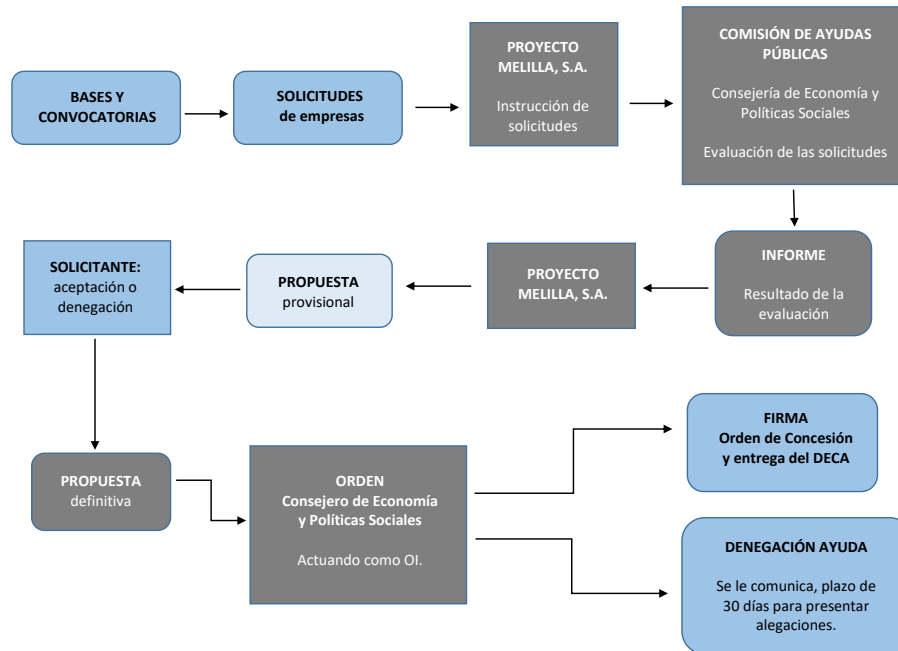 BASES Y
CONVOCATORIAS
SOLICITUDES
de empresas
PROYECTO
MELILLA, S.A.
Instrucción de
solicitudes
COMISIÓN DE AYUDAS
PÚBLICAS
Consejería de Economía y
Políticas Sociales
Evaluación de las solicitudes
SOLICITANTE:
aceptación o
denegación
PROPUESTA
provisional
PROYECTO
MELILLA, S.A.
INFORME
Resultado de la
evaluación
PROPUESTA
definitiva
ORDEN
Consejero de Economía
y Políticas Sociales
Actuando como OI.
FIRMA
Orden de Concesión
y entrega del DECA
DENEGACIÓN AYUDA
Se le comunica, plazo de
30 días para presentar
alegaciones.